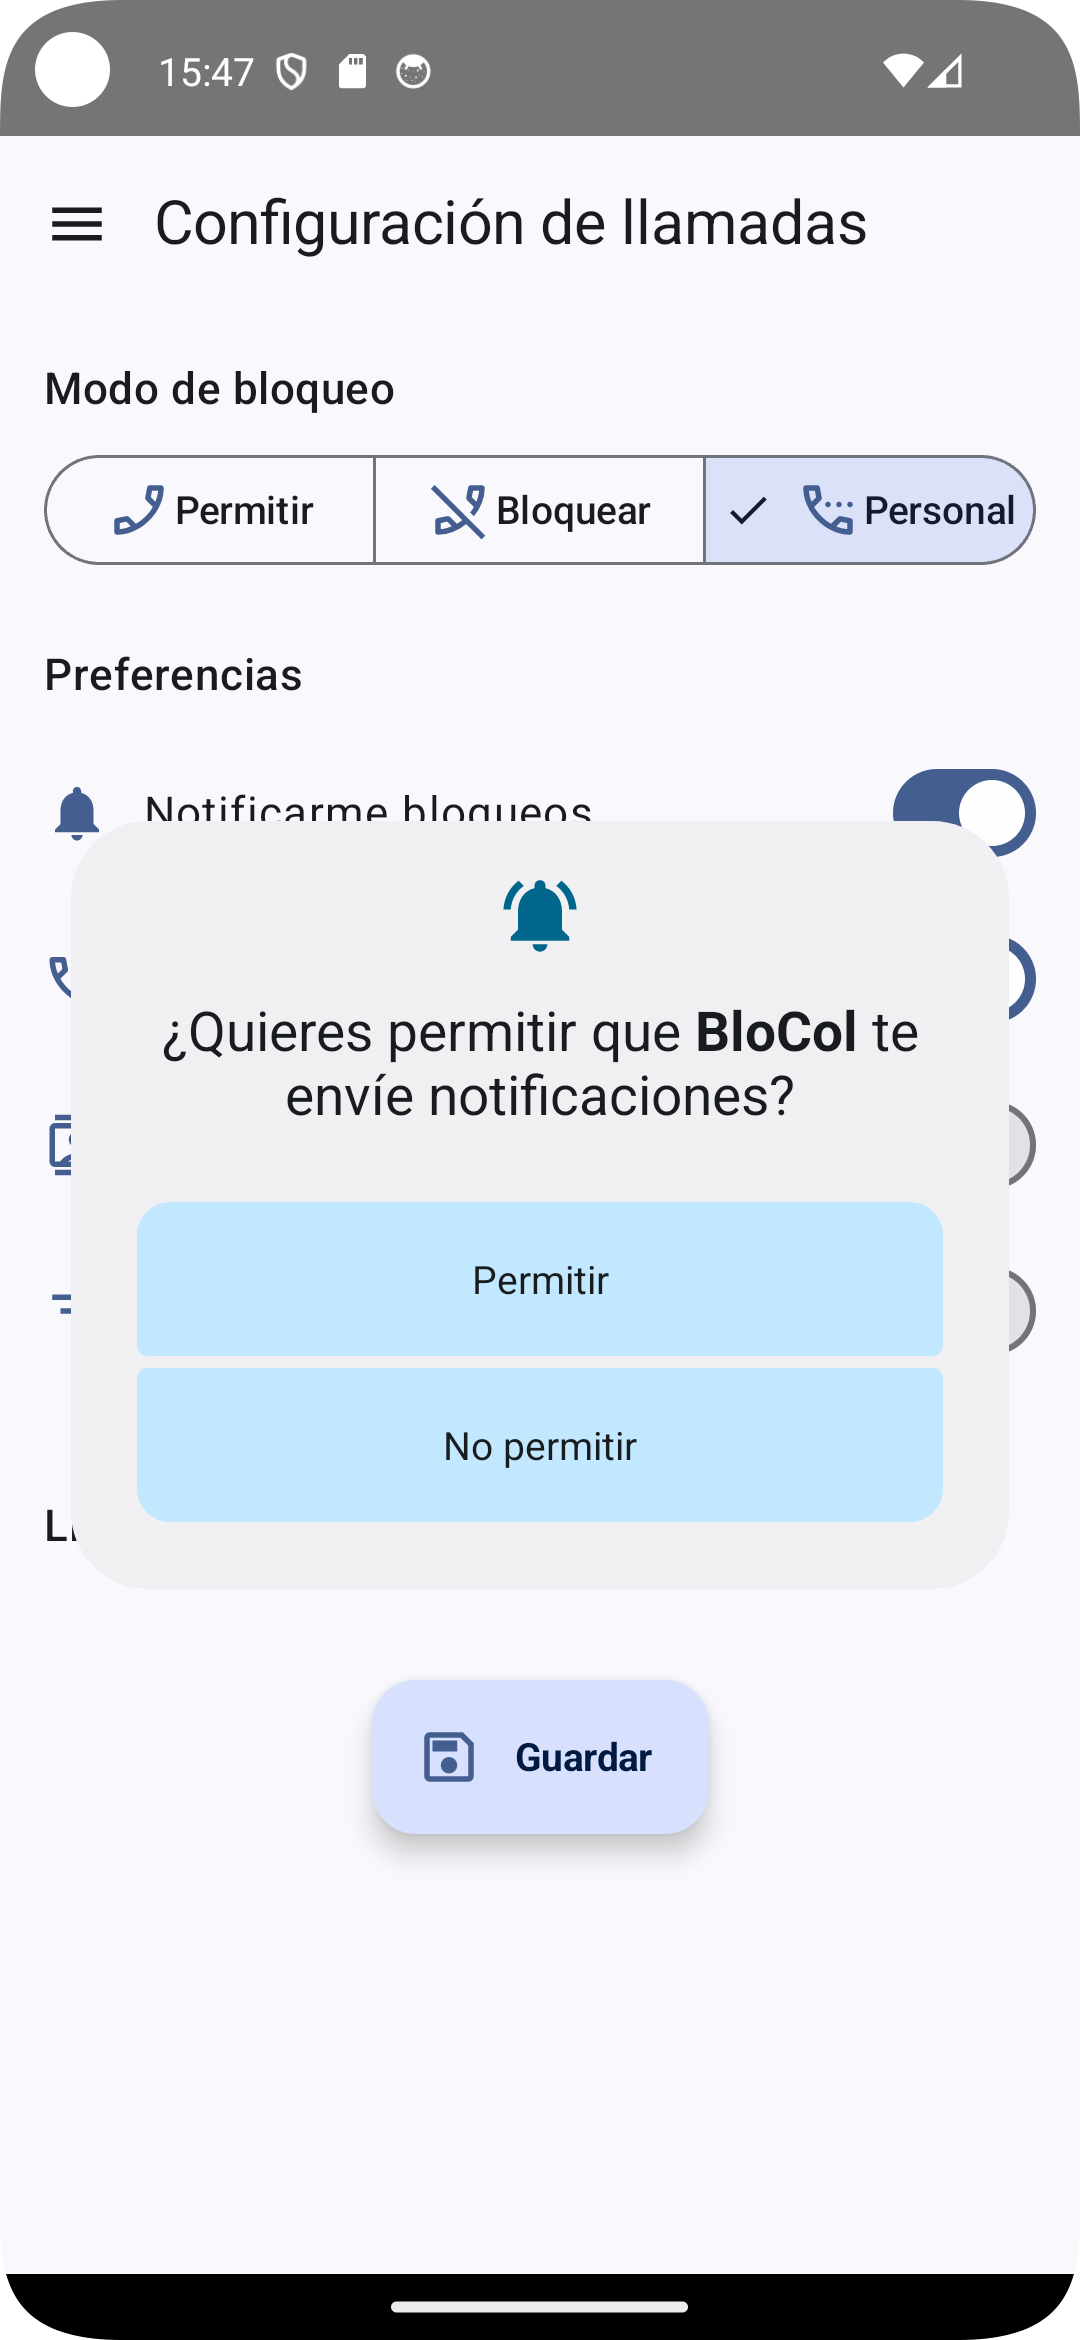 15:47
Configuración de llamadas
Modo de bloqueo
Permitir
Bloquear
Personal
Preferencias
Notificarme bloqueos
¿Quieres permitir que BloCol te
envíe notificaciones?
Permitir
No permitir
Guardar